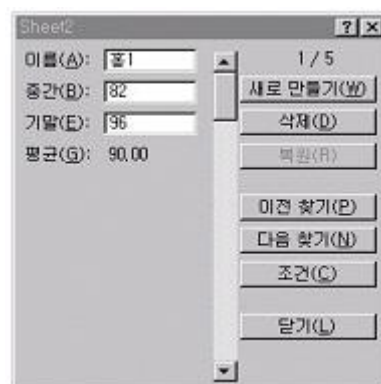 Sheet2
이름(A): 홍1
중간(B): 82
기말(E): 96
평균(G): 90.00
1 / 5
새로 만들기(W)
삭제(D)
복원(R)
이전 찾기(P)
다음 찾기(N)
조건(C)
닫기(L)